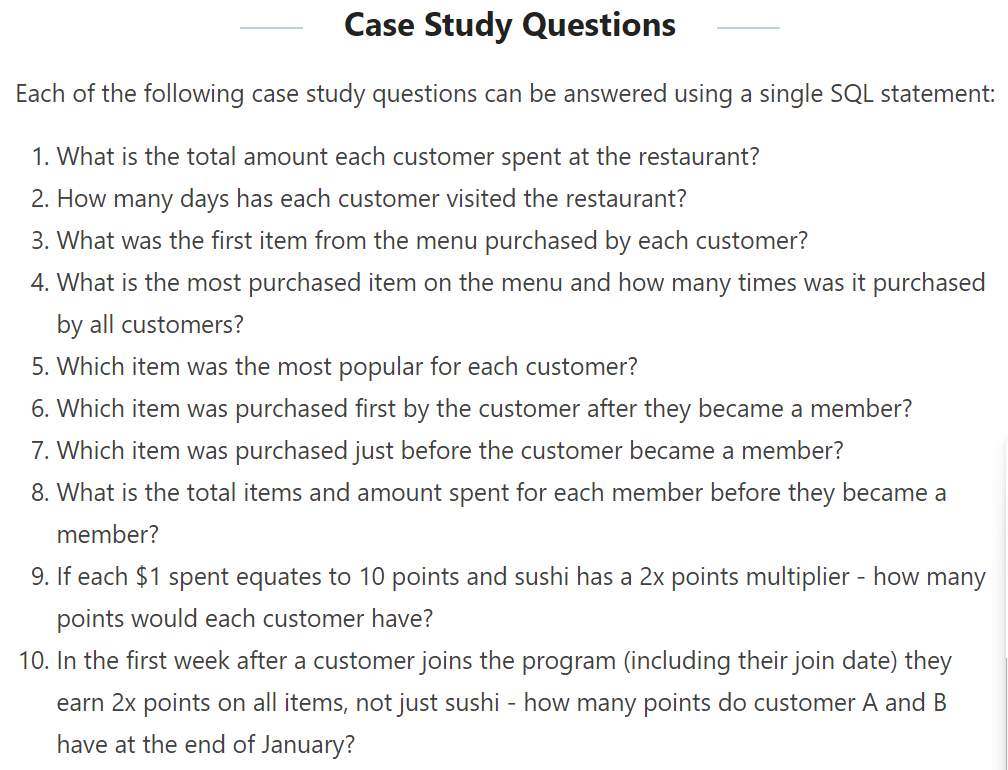 Case Study Questions
Each of the following case study questions can be answered using a single SQL statement:
1. What is the total amount each customer spent at the restaurant?
2. How many days has each customer visited the restaurant?
3. What was the first item from the menu purchased by each customer?
4. What is the most purchased item on the menu and how many times was it purchased
by all customers?
5. Which item was the most popular for each customer?
6. Which item was purchased first by the customer after they became a member?
7. Which item was purchased just before the customer became a member?
8. What is the total items and amount spent for each member before they became a
member?
9. If each $1 spent equates to 10 points and sushi has a 2x points multiplier - how many
points would each customer have?
10. In the first week after a customer joins the program (including their join date) they
earn 2x points on all items, not just sushi - how many points do customer A and B
have at the end of January?